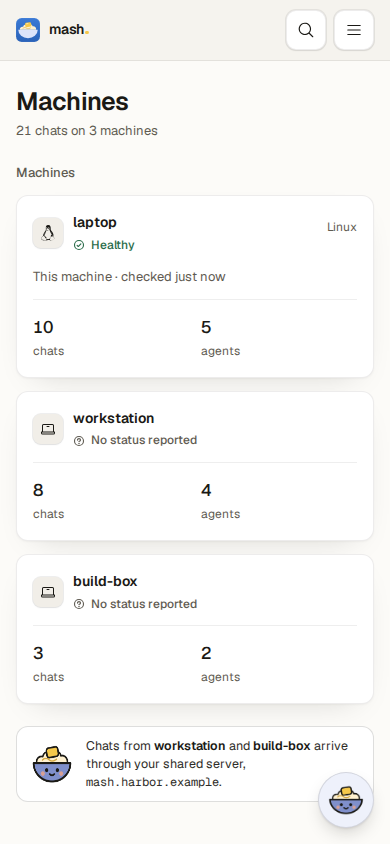 mash.
Machines
21 chats on 3 machines
Machines
laptop
Linux
Healthy
This machine · checked just now
10
5
chats
agents
workstation
No status reported
8
4
chats
agents
build-box
No status reported
3
2
chats
agents
Chats from workstation and build-box arrive
through your shared server,
mash.harbor.example.